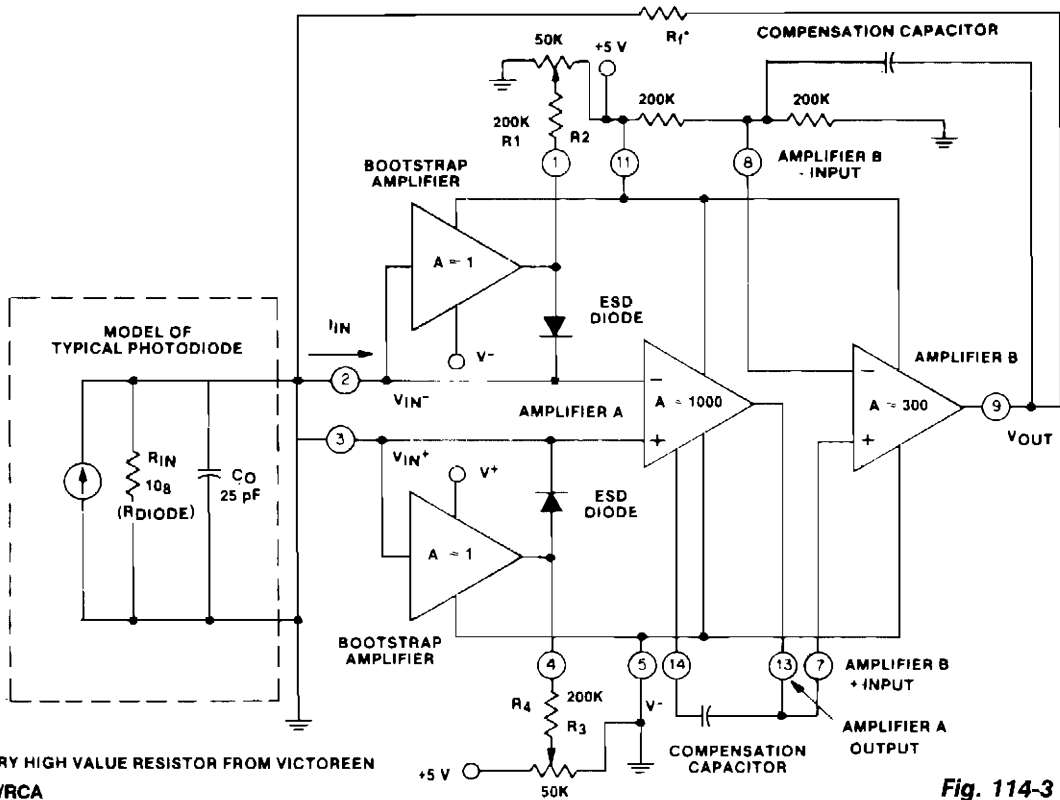 Rf*
COMPENSATION CAPACITOR
50K
+5 V
200K
200K
200K
R1
R2
1
11
8
AMPLIFIER B
- INPUT
BOOTSTRAP
AMPLIFIER
A = 1
ESD
DIODE
MODEL OF
TYPICAL PHOTODIODE
IIN
V-
AMPLIFIER B
2
VIN-
AMPLIFIER A
-
A = 1000
+
-
A = 300
+
9
VOUT
3
VIN+
V+
RIN
108
(RDIODE)
CO
25 pF
ESD
DIODE
A = 1
BOOTSTRAP
AMPLIFIER
4
5
14
13
7
AMPLIFIER B
+ INPUT
R4
200K
R3
V-
AMPLIFIER A
OUTPUT
COMPENSATION
CAPACITOR
RY HIGH VALUE RESISTOR FROM VICTOREEN
/RCA
+5 V
50K
Fig. 114-3